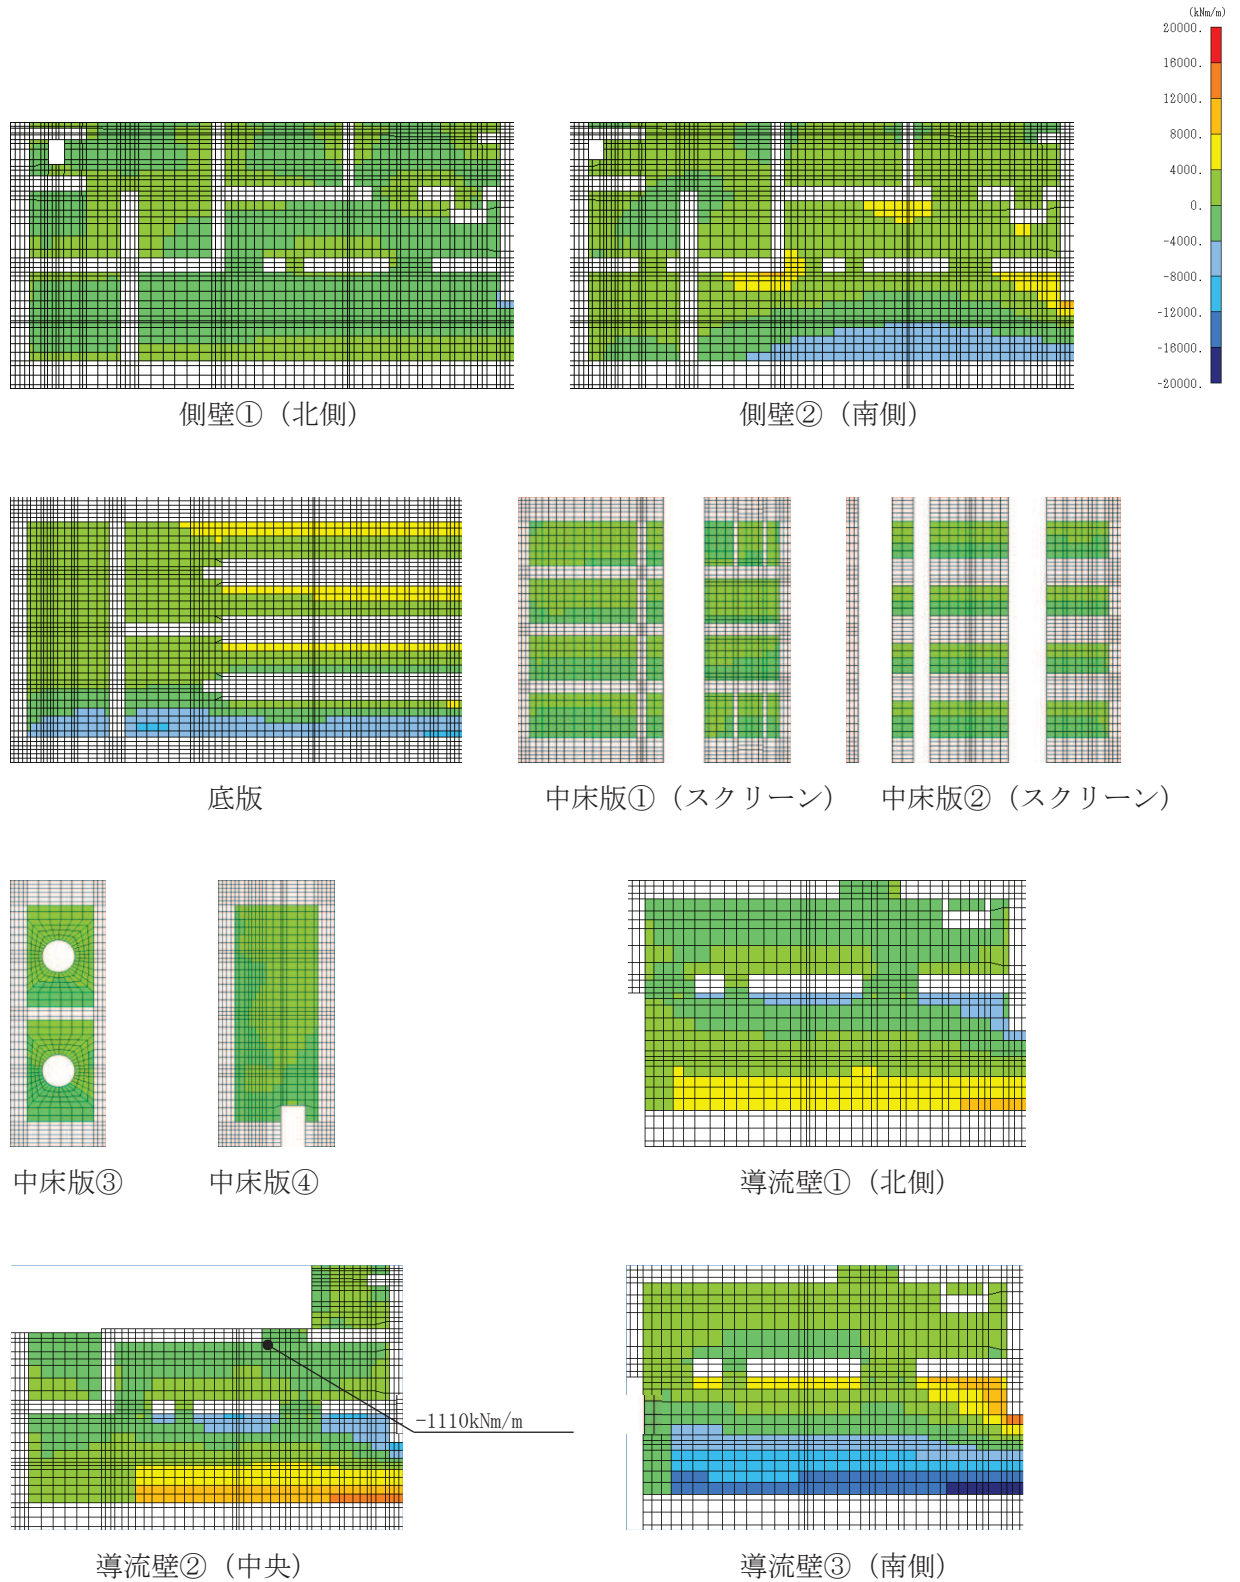 (kNm/m)
20000.
16000.
12000.
8000.
4000.
0.
-4000.
-8000.
-12000.
-16000.
-20000.
側壁①（北側）
側壁②（南側）
底版
中床版①（スクリーン）
中床版②（スクリーン）
中床版③
中床版④
導流壁①（北側）
-1110kNm/m
導流壁②（中央）
導流壁③（南側）